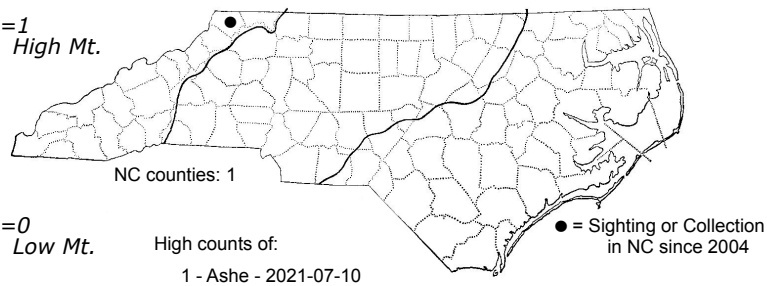 =1
High Mt.
NC counties: 1
=0
Low Mt.
High counts of:
1 - Ashe - 2021-07-10
● = Sighting or Collection
in NC since 2004